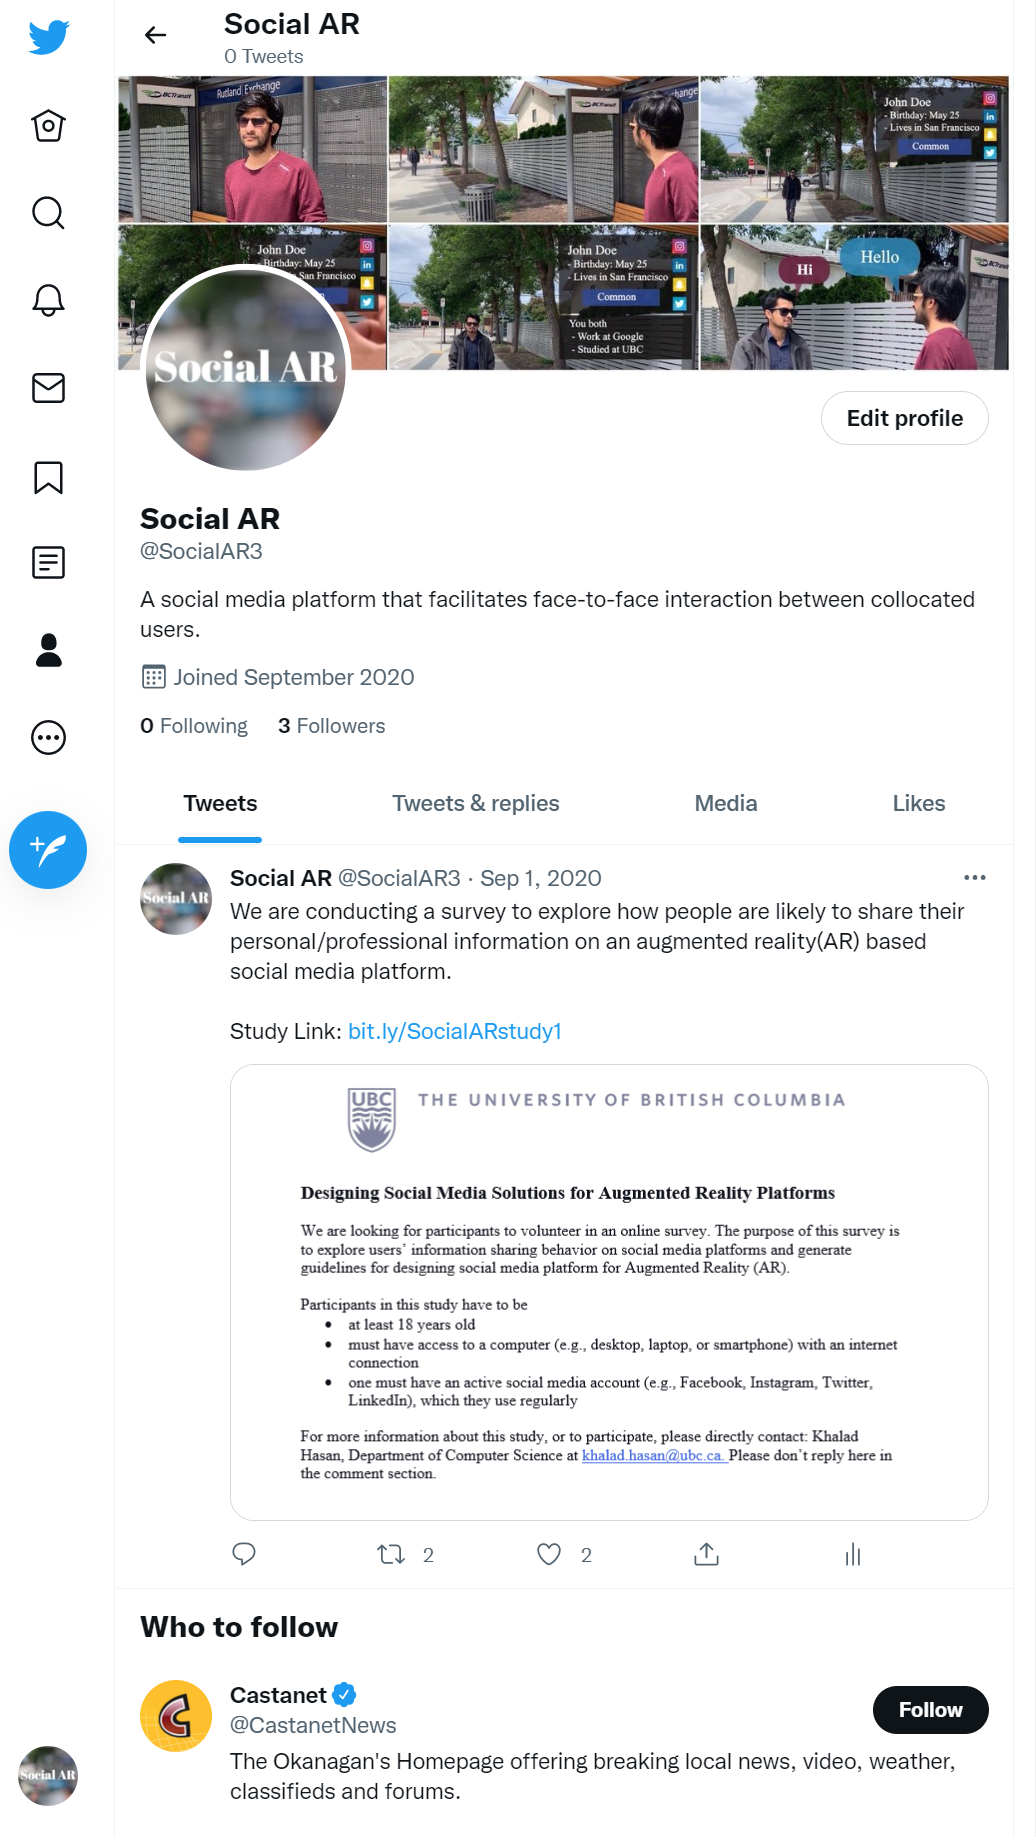 Social AR
0 Tweets
BCTransit
Rutland Exchange
BCTransit
hange
John Doe
- Birthday: May 25
- Lives in San Francisco
Common
John Doe
- Birthday: May 25
San Francisco
John Doe
- Birthday: May 25
- Lives in San Francisco
Common
You both
- Work at Google
- Studied at UBC
Hi
Hello
BCTransit
Social AR
Edit profile
Social AR
@SocialAR3
A social media platform that facilitates face-to-face interaction between collocated
users.
Joined September 2020
0 Following 3 Followers
Tweets Tweets & replies Media Likes
Social AR
Social AR @SocialAR3 · Sep 1, 2020
We are conducting a survey to explore how people are likely to share their
personal/professional information on an augmented reality(AR) based
social media platform.
Study Link: bit.ly/SocialARstudy1
UBC
THE UNIVERSITY OF BRITISH COLUMBIA
Designing Social Media Solutions for Augmented Reality Platforms
We are looking for participants to volunteer in an online survey. The purpose of this survey is
to explore users' information sharing behavior on social media platforms and generate
guidelines for designing social media platform for Augmented Reality (AR).
Participants in this study have to be
• at least 18 years old
• must have access to a computer (e.g., desktop, laptop, or smartphone) with an internet
connection
• one must have an active social media account (e.g., Facebook, Instagram, Twitter,
LinkedIn), which they use regularly
For more information about this study, or to participate, please directly contact: Khalad
Hasan, Department of Computer Science at khalad.hasan@ubc.ca. Please don't reply here in
the comment section.
2 2
Who to follow
Castanet
@CastanetNews
Follow
The Okanagan's Homepage offering breaking local news, video, weather,
classifieds and forums.
Social AR